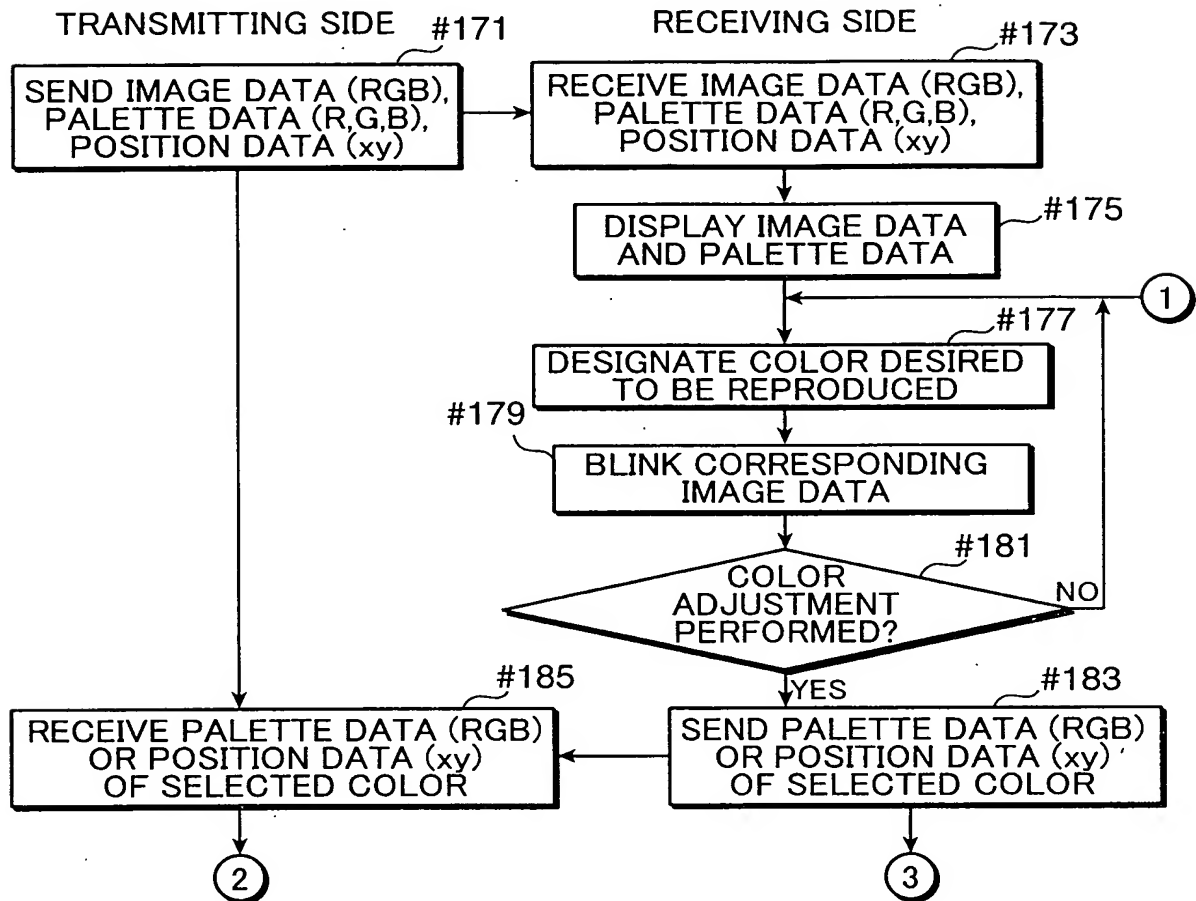 TRANSMITTING SIDE
RECEIVING SIDE
#171
SEND IMAGE DATA (RGB),
PALETTE DATA (R,G,B),
POSITION DATA (xy)
#173
RECEIVE IMAGE DATA (RGB),
PALETTE DATA (R,G,B),
POSITION DATA (xy)
#175
DISPLAY IMAGE DATA
AND PALETTE DATA
1
#177
DESIGNATE COLOR DESIRED
TO BE REPRODUCED
#179
BLINK CORRESPONDING
IMAGE DATA
#181
COLOR
ADJUSTMENT
PERFORMED?
NO
YES
#183
SEND PALETTE DATA (RGB)
OR POSITION DATA (xy)
OF SELECTED COLOR
#185
RECEIVE PALETTE DATA (RGB)
OR POSITION DATA (xy)
OF SELECTED COLOR
2
3